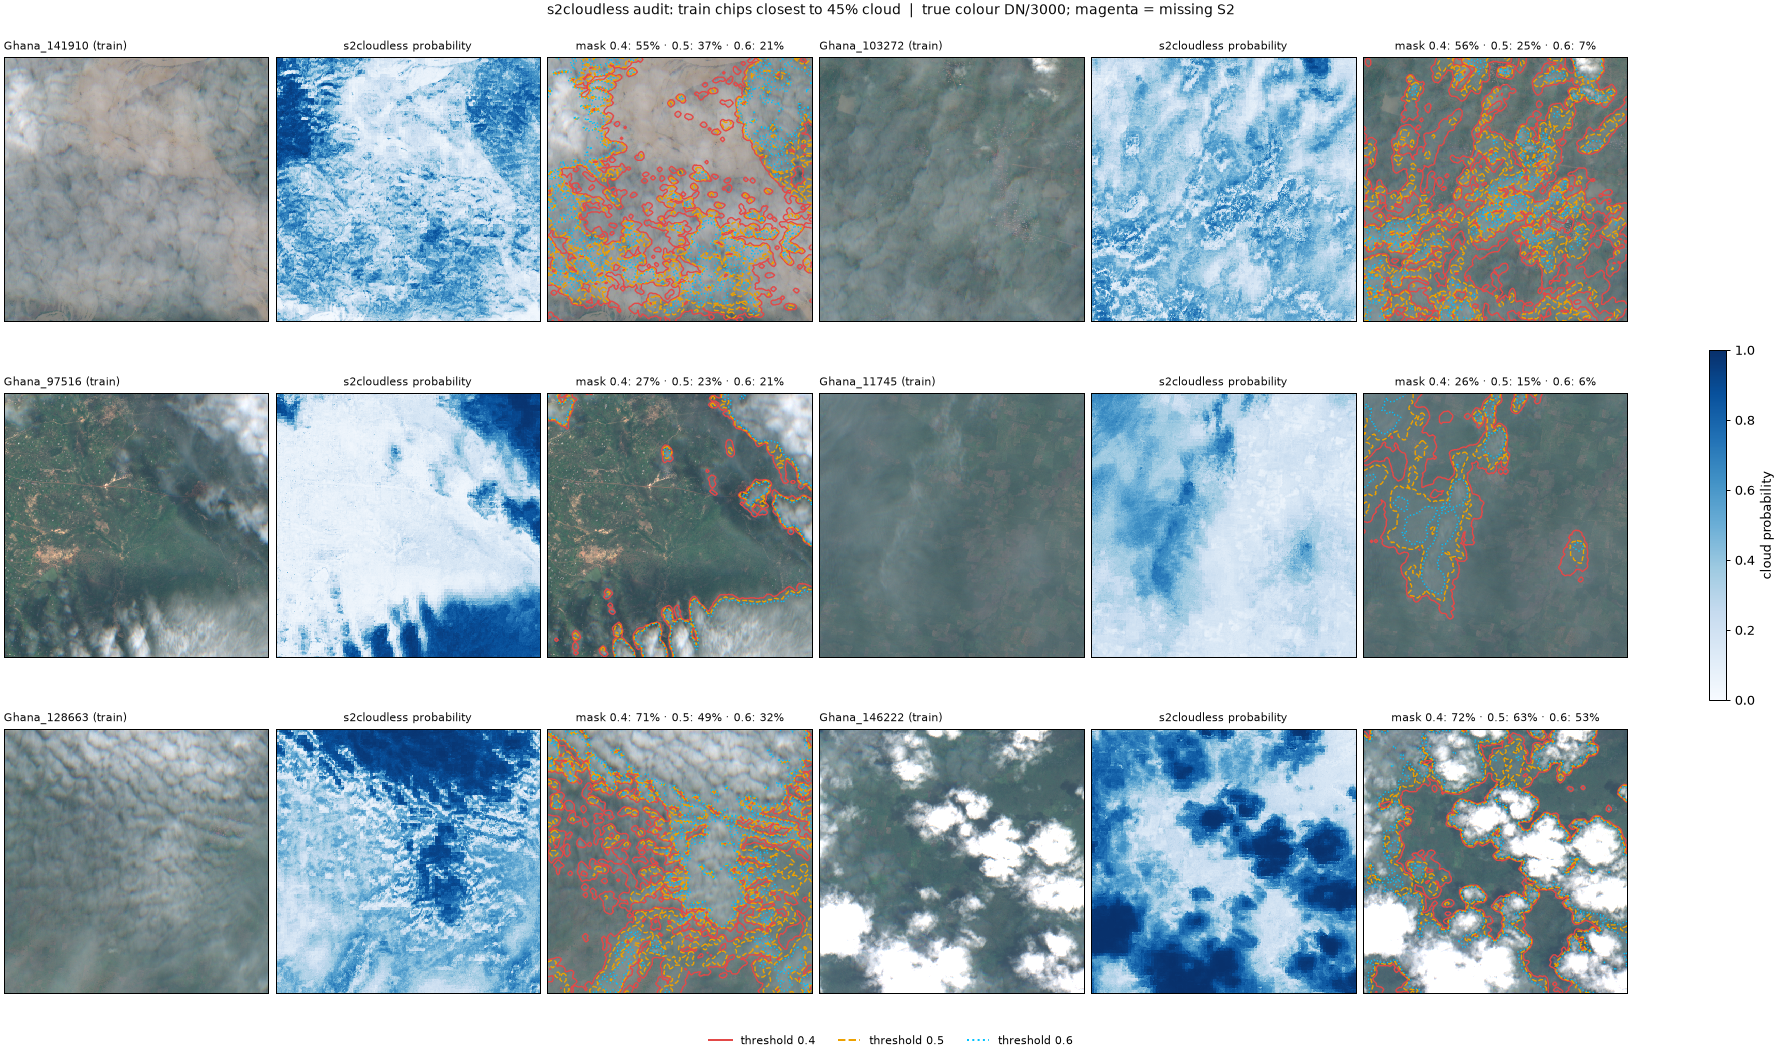 s2cloudless audit: train chips closest to 45% cloud | true colour DN/3000; magenta = missing S2
Ghana_141910 (train)
s2cloudless probability
mask 0.4: 55% · 0.5: 37% · 0.6: 21%
Ghana_103272 (train)
s2cloudless probability
mask 0.4: 56% · 0.5: 25% · 0.6: 7%
Ghana_97516 (train)
s2cloudless probability
mask 0.4: 27% · 0.5: 23% · 0.6: 21%
Ghana_11745 (train)
s2cloudless probability
mask 0.4: 26% · 0.5: 15% · 0.6: 6%
Ghana_128663 (train)
s2cloudless probability
mask 0.4: 71% · 0.5: 49% · 0.6: 32%
Ghana_146222 (train)
s2cloudless probability
mask 0.4: 72% · 0.5: 63% · 0.6: 53%
1.0
0.8
0.6
0.4
0.2
0.0
cloud probability
threshold 0.4
threshold 0.5
threshold 0.6